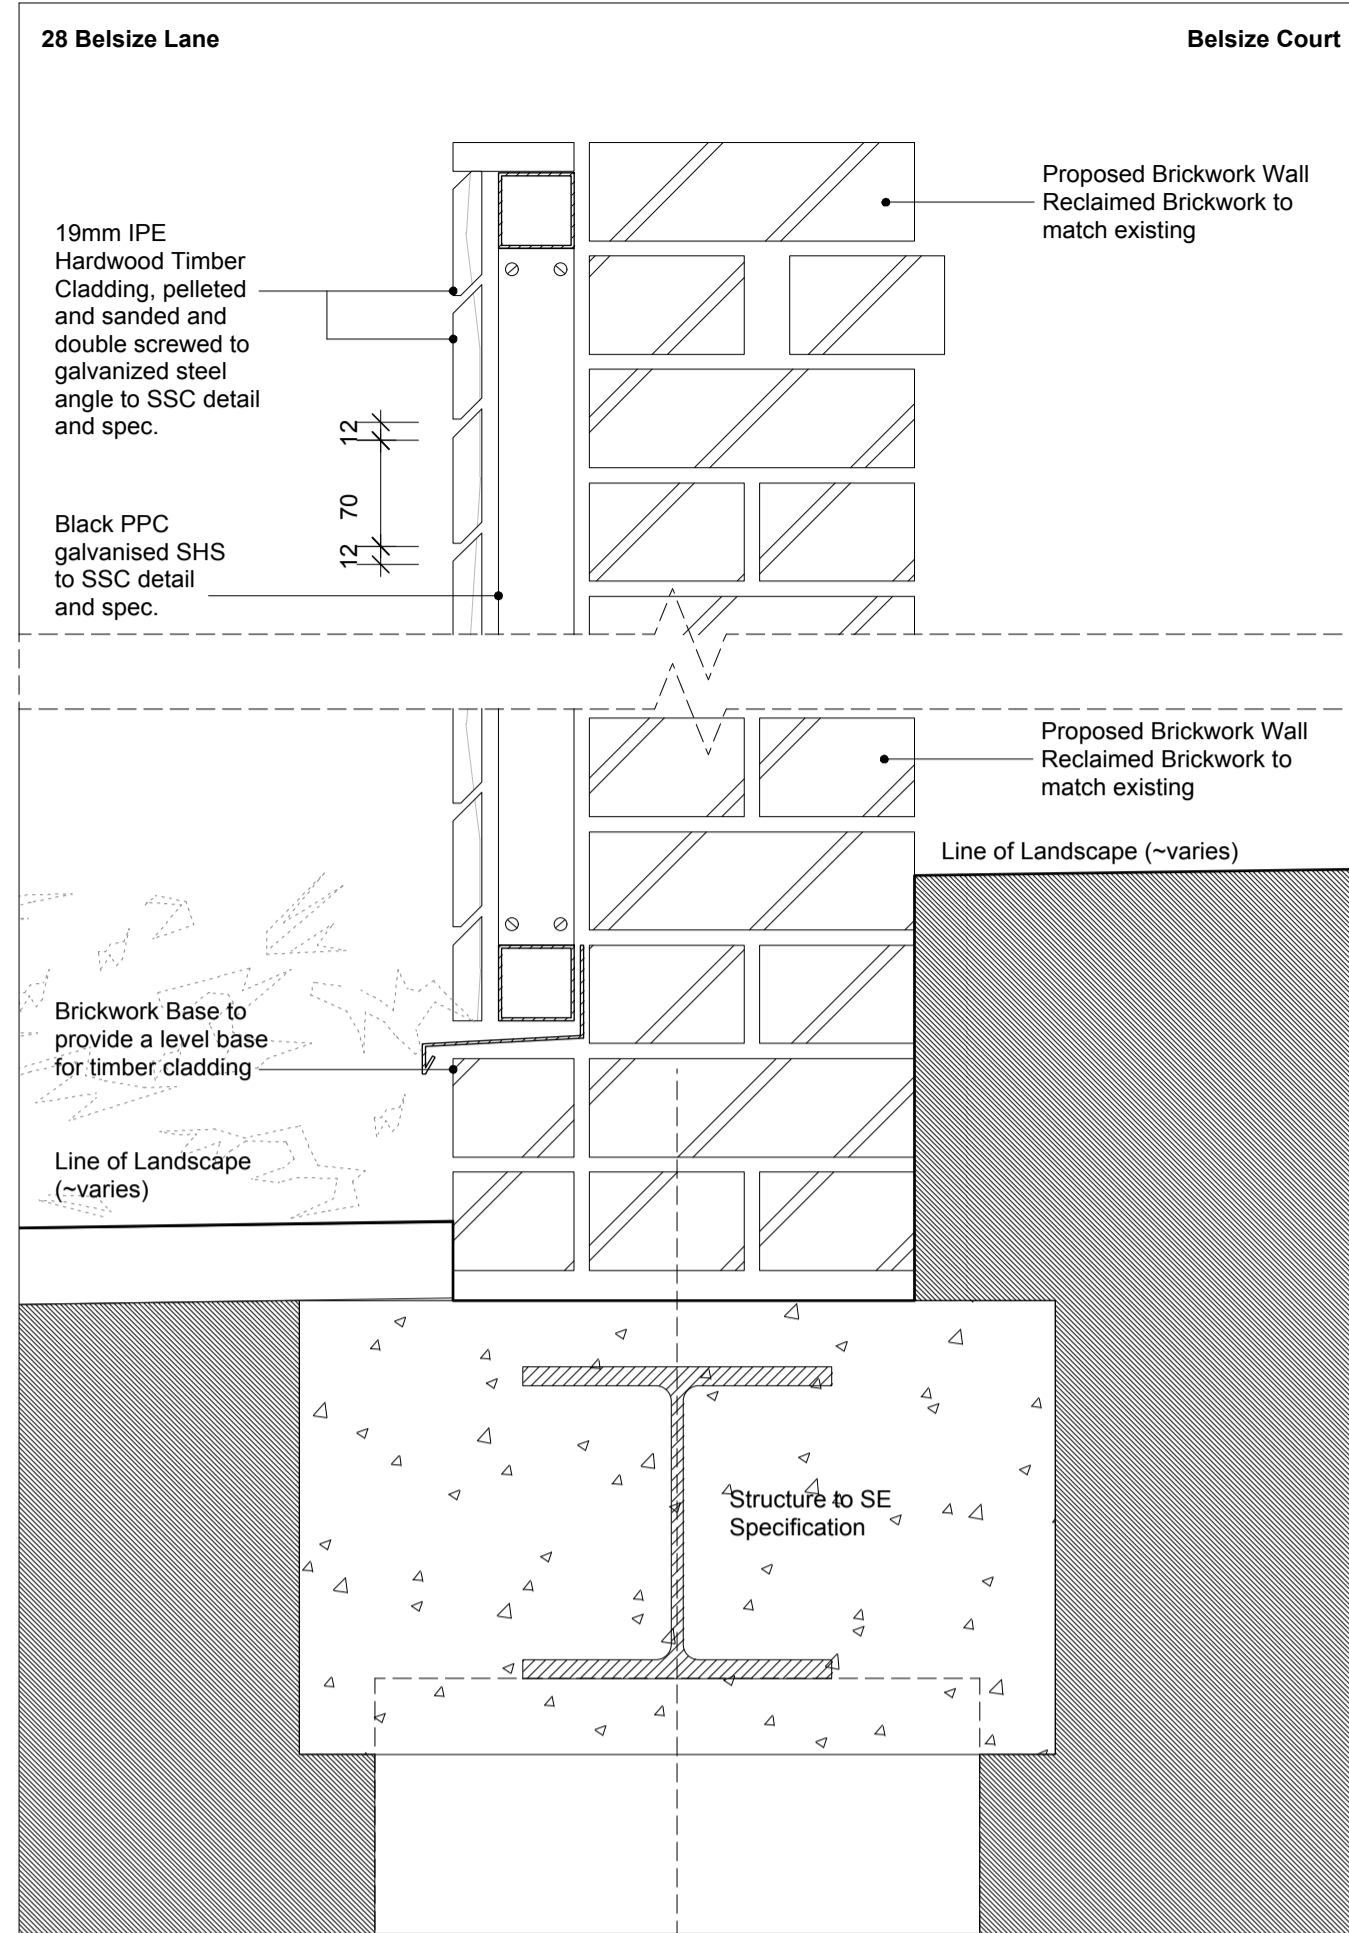 28 Belsize Lane
Belsize Court
Proposed Brickwork Wall
Reclaimed Brickwork to
match existing
19mm IPE
Hardwood Timber
Cladding, pelleted
and sanded and
double screwed to
galvanized steel
angle to SSC detail
and spec.
12
70
12
Black PPC
galvanised SHS
to SSC detail
and spec.
Proposed Brickwork Wall
Reclaimed Brickwork to
match existing
Line of Landscape (~varies)
Brickwork Base to
provide a level base
for timber cladding
Line of Landscape
(~varies)
Structure to SE
Specification